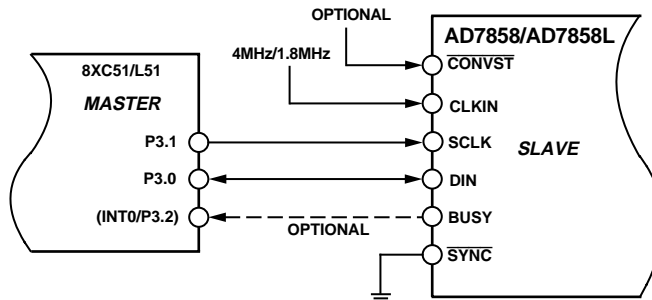 OPTIONAL
AD7858/AD7858L
4MHz/1.8MHz
CONVST
8XC51/L51
MASTER
CLKIN
P3.1
SCLK
SLAVE
P3.0
DIN
(INT0/P3.2)
BUSY
OPTIONAL
SYNC